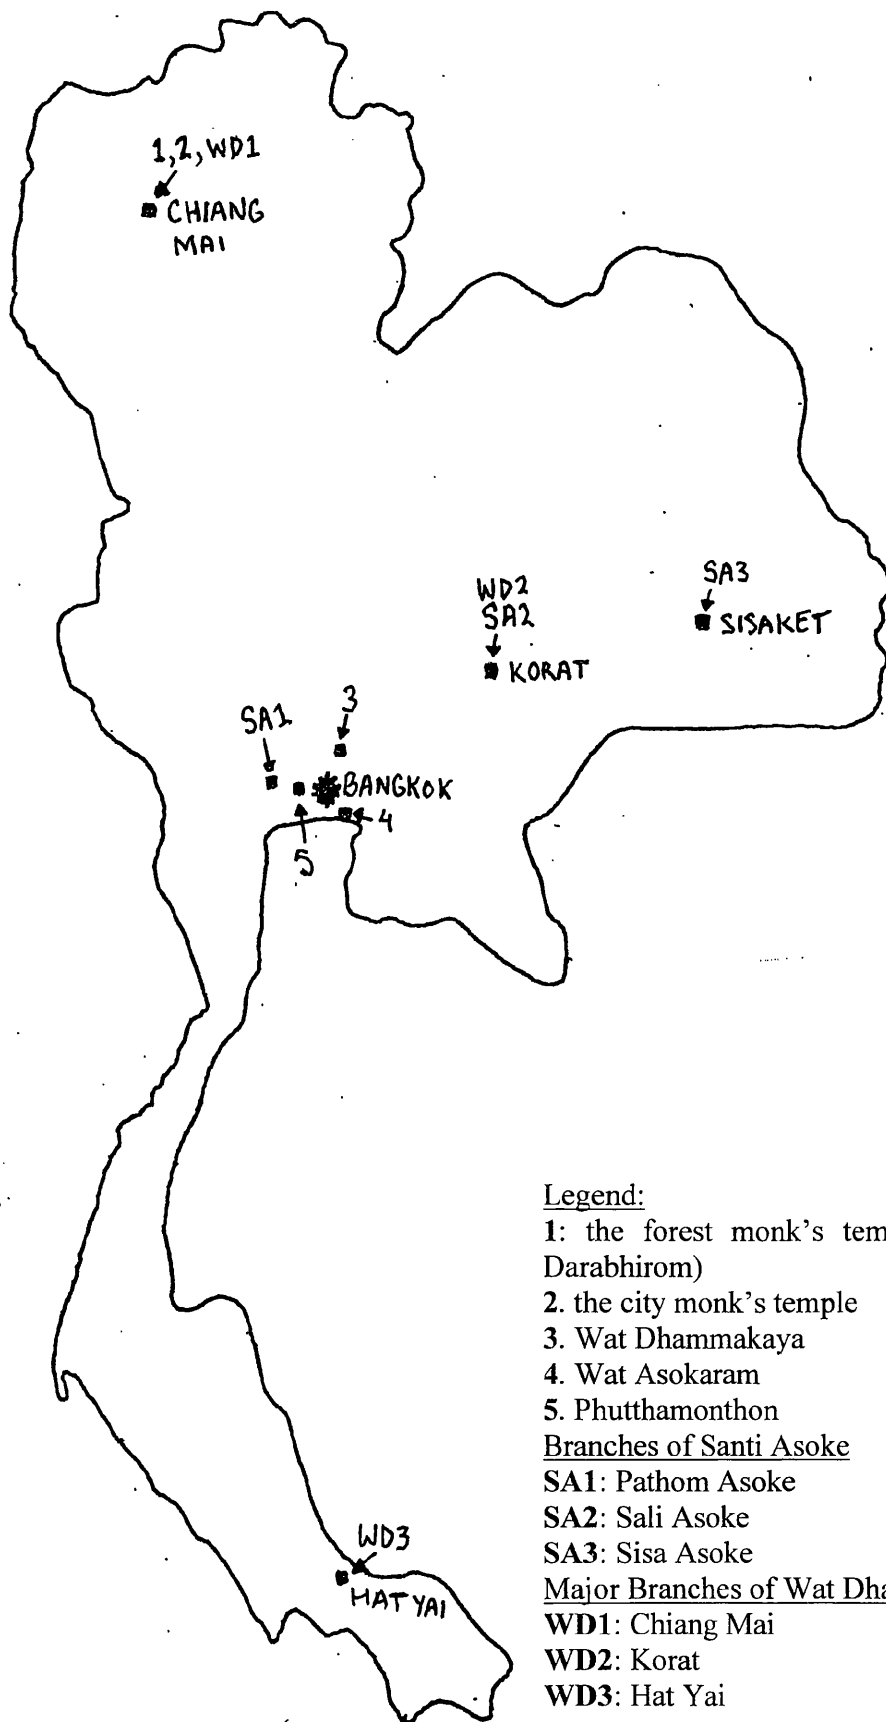 1,2,WD1
CHIANG
MAI
SA3
SISAKET
WD2
SA2
KORAT
3
SA1
BANGKOK
4
5
Legend:
1: the forest monk's tem
Darabhirom)
2. the city monk's temple
3. Wat Dhammakaya
4. Wat Asokaram
5. Phutthamonthon
Branches of Santi Asoke
SA1: Pathom Asoke
SA2: Sali Asoke
SA3: Sisa Asoke
Major Branches of Wat Dha
WD1: Chiang Mai
WD2: Korat
WD3: Hat Yai
WD3
HAT YAI